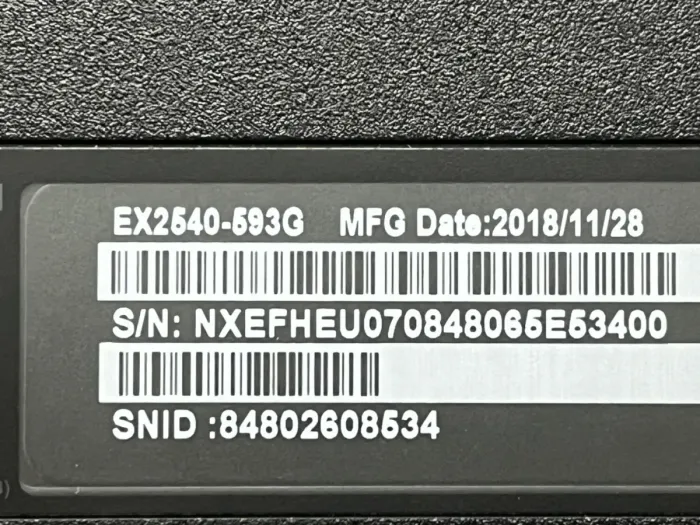 EX2540-593G MFG Date:2018/11/28
S/N: NXEFHEU070848065E53400
SNID :84802608534